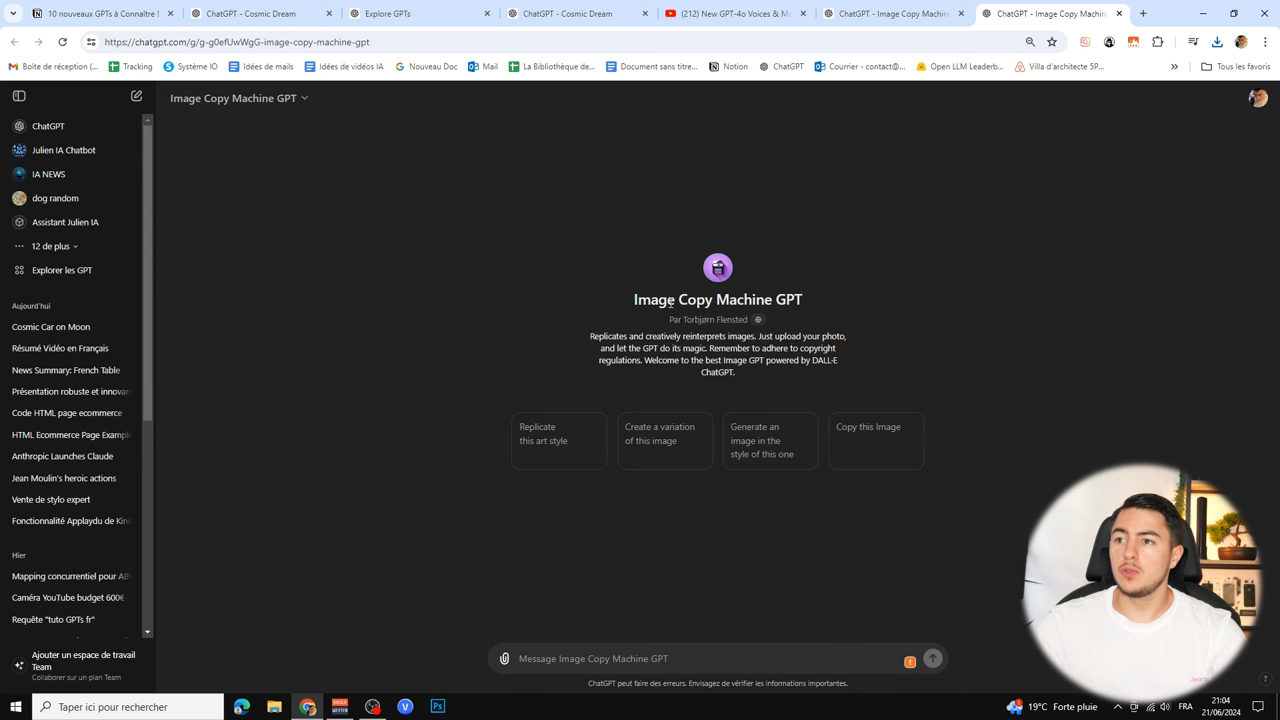 10 nouveaux GPTs à Connaître !
ChatGPT - Cosmic Dream
Explore GPTs
ChatGPT - Cosmic Dream
(212) New GPT-4o Voices & Mo
ChatGPT - Image Copy Machine
ChatGPT - Image Copy Machine
https://chatgpt.com/g/g-g0efUwWgG-image-copy-machine-gpt
Boîte de réception (...
Tracking
Système IO
Idées de mails
Idées de vidéos IA
Nouveau Doc
Mail
La Bibliothèque de...
Document sans titre...
Notion
ChatGPT
Courrier - contact@...
Open LLM Leaderb...
Villa d'architecte 5P...
Tous les favoris
Image Copy Machine GPT
ChatGPT
Julien IA Chatbot
IA NEWS
dog random
Assistant Julien IA
12 de plus
Explorer les GPT
Aujourd'hui
Cosmic Car on Moon
Résumé Vidéo en Français
News Summary: French Table
Présentation robuste et innovan
Code HTML page ecommerce
HTML Ecommerce Page Exampl
Anthropic Launches Claude
Jean Moulin's heroic actions
Vente de stylo expert
Fonctionnalité Applaydu de Kin
Hier
Mapping concurrentiel pour AB
Caméra YouTube budget 600€
Requête "tuto GPTs fr"
Ajouter un espace de travail
Team
Collaborer sur un plan Team
Image Copy Machine GPT
Par Torbjørn Flensted
Replicates and creatively reinterprets images. Just upload your photo,
and let the GPT do its magic. Remember to adhere to copyright
regulations. Welcome to the best Image GPT powered by DALL·E
ChatGPT.
Replicate
this art style
Create a variation
of this image
Generate an
image in the
style of this one
Copy this Image
Message Image Copy Machine GPT
ChatGPT peut faire des erreurs. Envisagez de vérifier les informations importantes.
Taper ici pour rechercher
19°C Forte pluie
FRA
21:04
21/06/2024